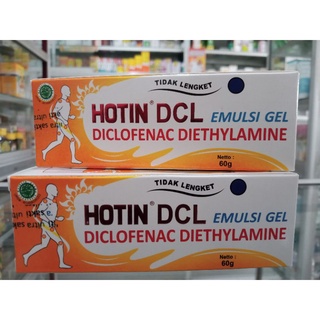 TIDAK LENGKET
HOTIN® DCL EMULSI GEL
DICLOFENAC DIETHYLAMINE
Netto :
60g
TIDAK LENGKET
HOTIN® DCL EMULSI GEL
DICLOFENAC DIETHYLAMINE
Netto :
60g